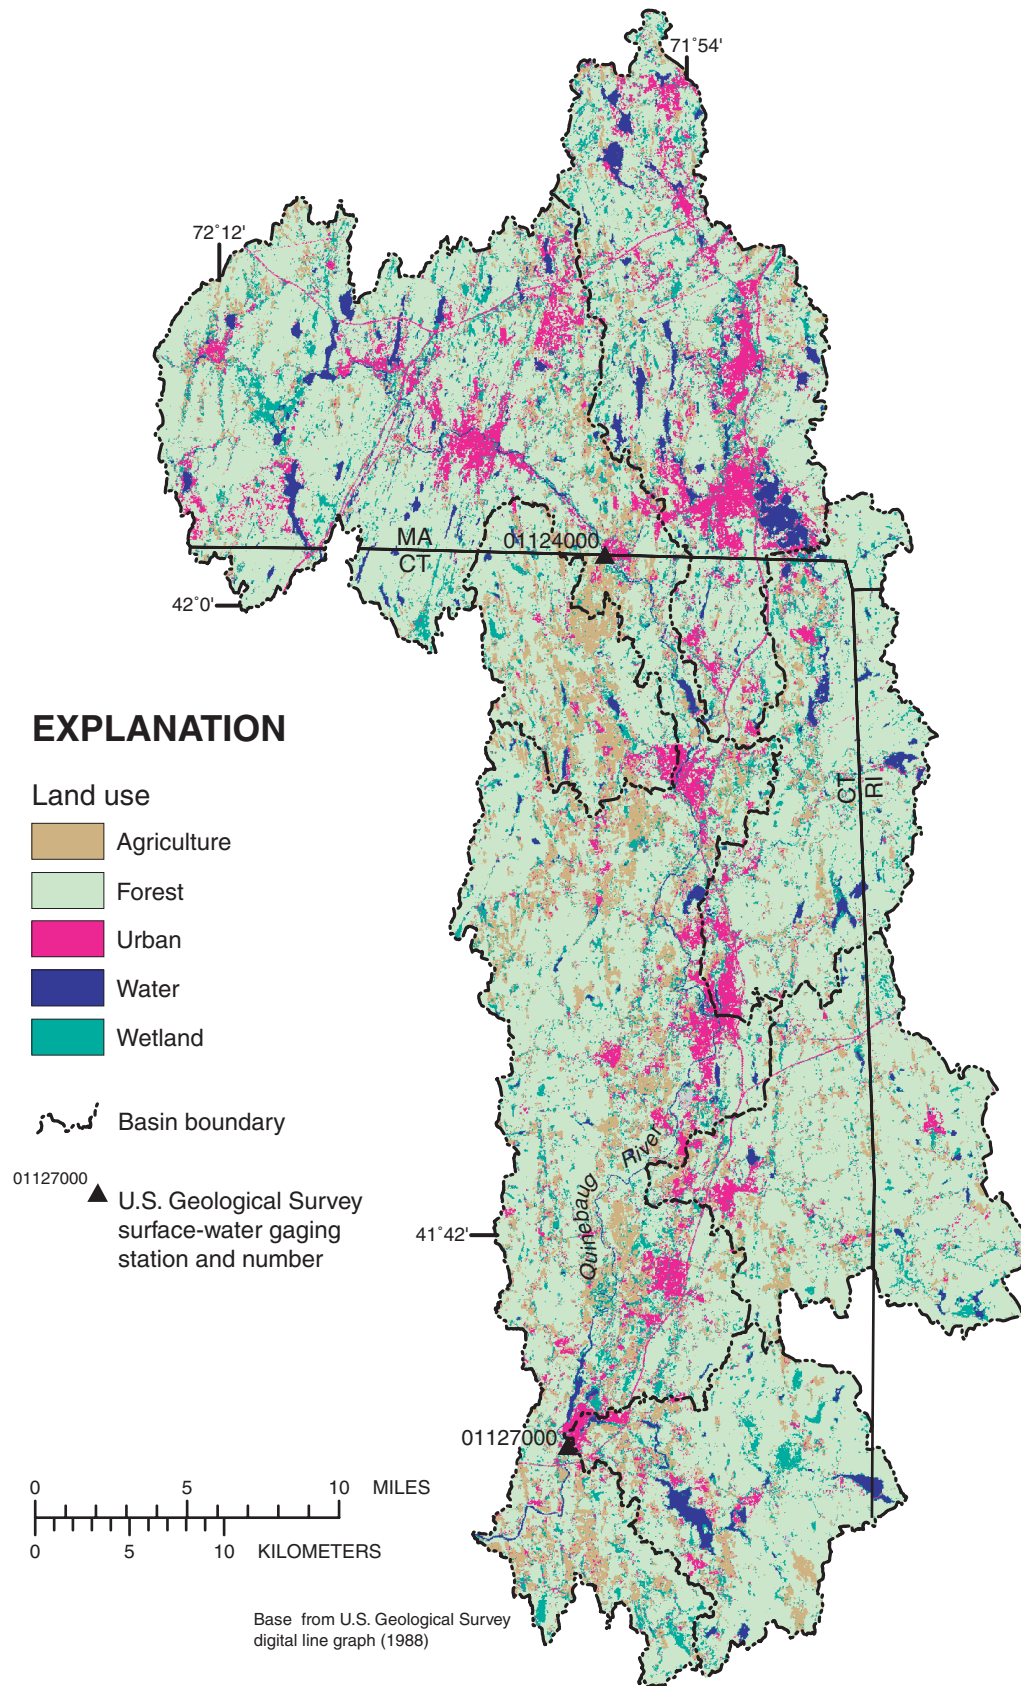 71°54'
72°12'
MA
CT
01124000
42°0'
EXPLANATION
Land use
Agriculture
Forest
Urban
Water
Wetland
Basin boundary
01127000
U.S. Geological Survey
surface-water gaging
station and number
CT
RI
Quinebaug River
41°42'
01127000
0 5 10 MILES
0 5 10 KILOMETERS
Base from U.S. Geological Survey
digital line graph (1988)